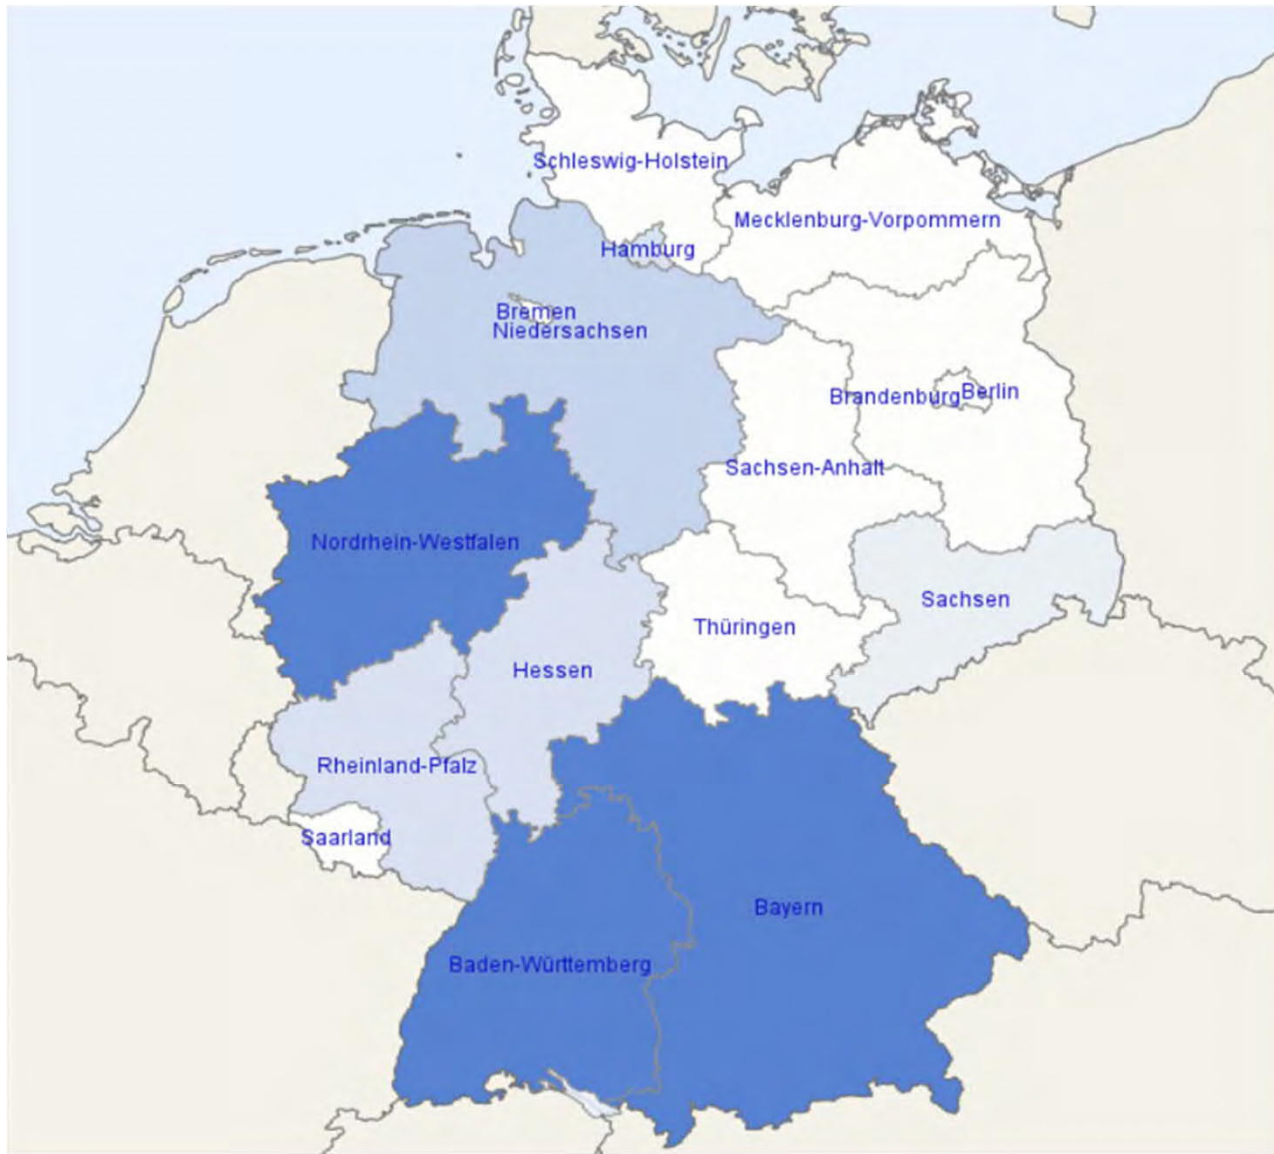 Schleswig-Holstein
Mecklenburg-Vorpommern
Hamburg
Bremen
Niedersachsen
Brandenburg
Berlin
Sachsen-Anhalt
Nordrhein-Westfalen
Sachsen
Thüringen
Hessen
Rheinland-Pfalz
Saarland
Bayern
Baden-Württemberg